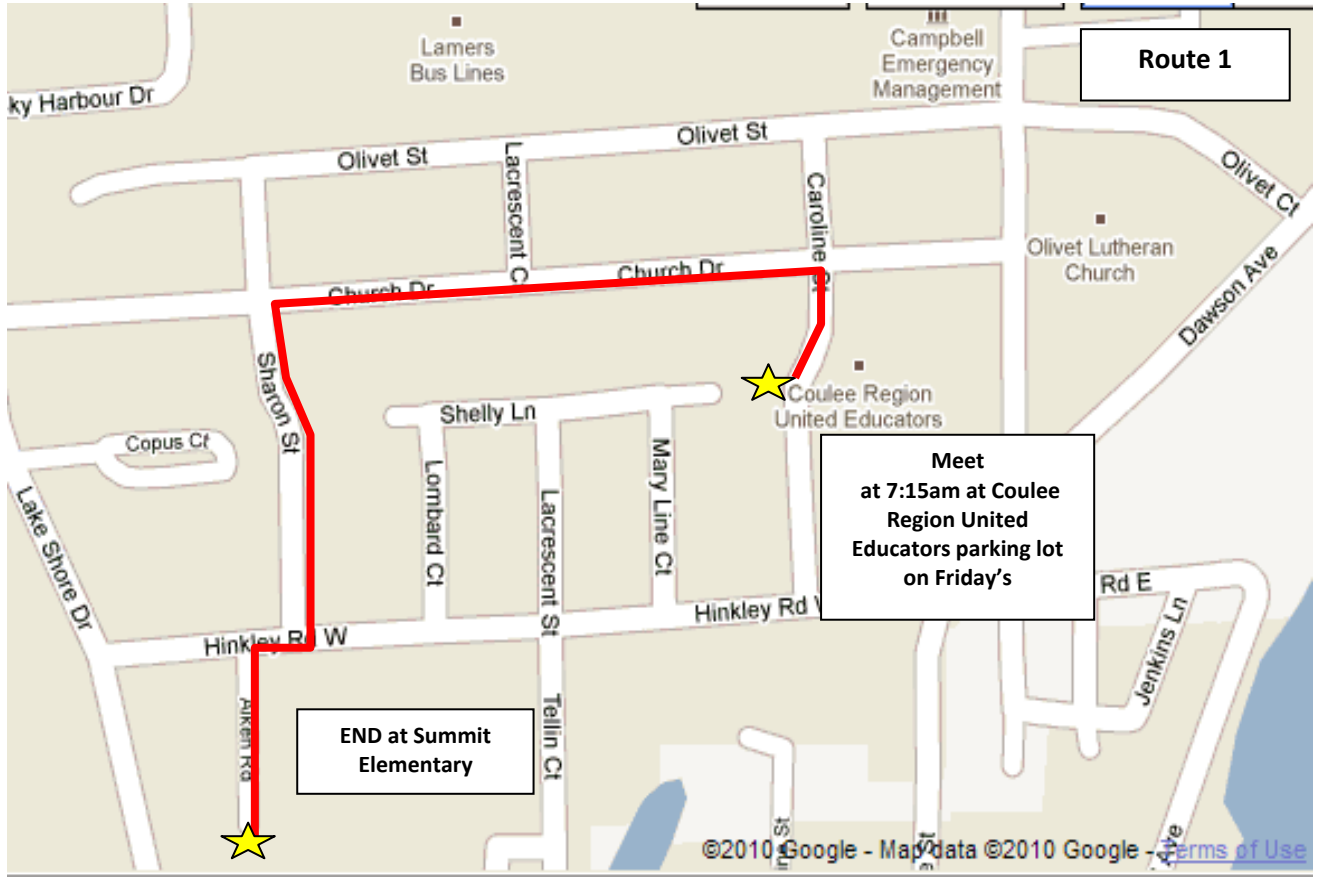 Lamers
Bus Lines
Campbell
Emergency
Management
Route 1
ky Harbour Dr
Olivet St
Olivet St
Lacrescent C
Caroline St
Olivet Ct
Olivet Lutheran
Church
Dawson Ave
Church Dr
Church Dr
Sharon St
Shelly Ln
Coulee Region
United Educators
Copus Ct
Lombard Ct
Lacrescent St
Mary Line Ct
Lake Shore Dr
Meet
at 7:15am at Coulee
Region United
Educators parking lot
on Friday’s
Hinkley Rd W
Hinkley Rd
Rd E
Jenkins Ln
Aiken Rd
Tellin Ct
END at Summit
Elementary
St
St
Ave
©2010 Google - Map data ©2010 Google - Terms of Use